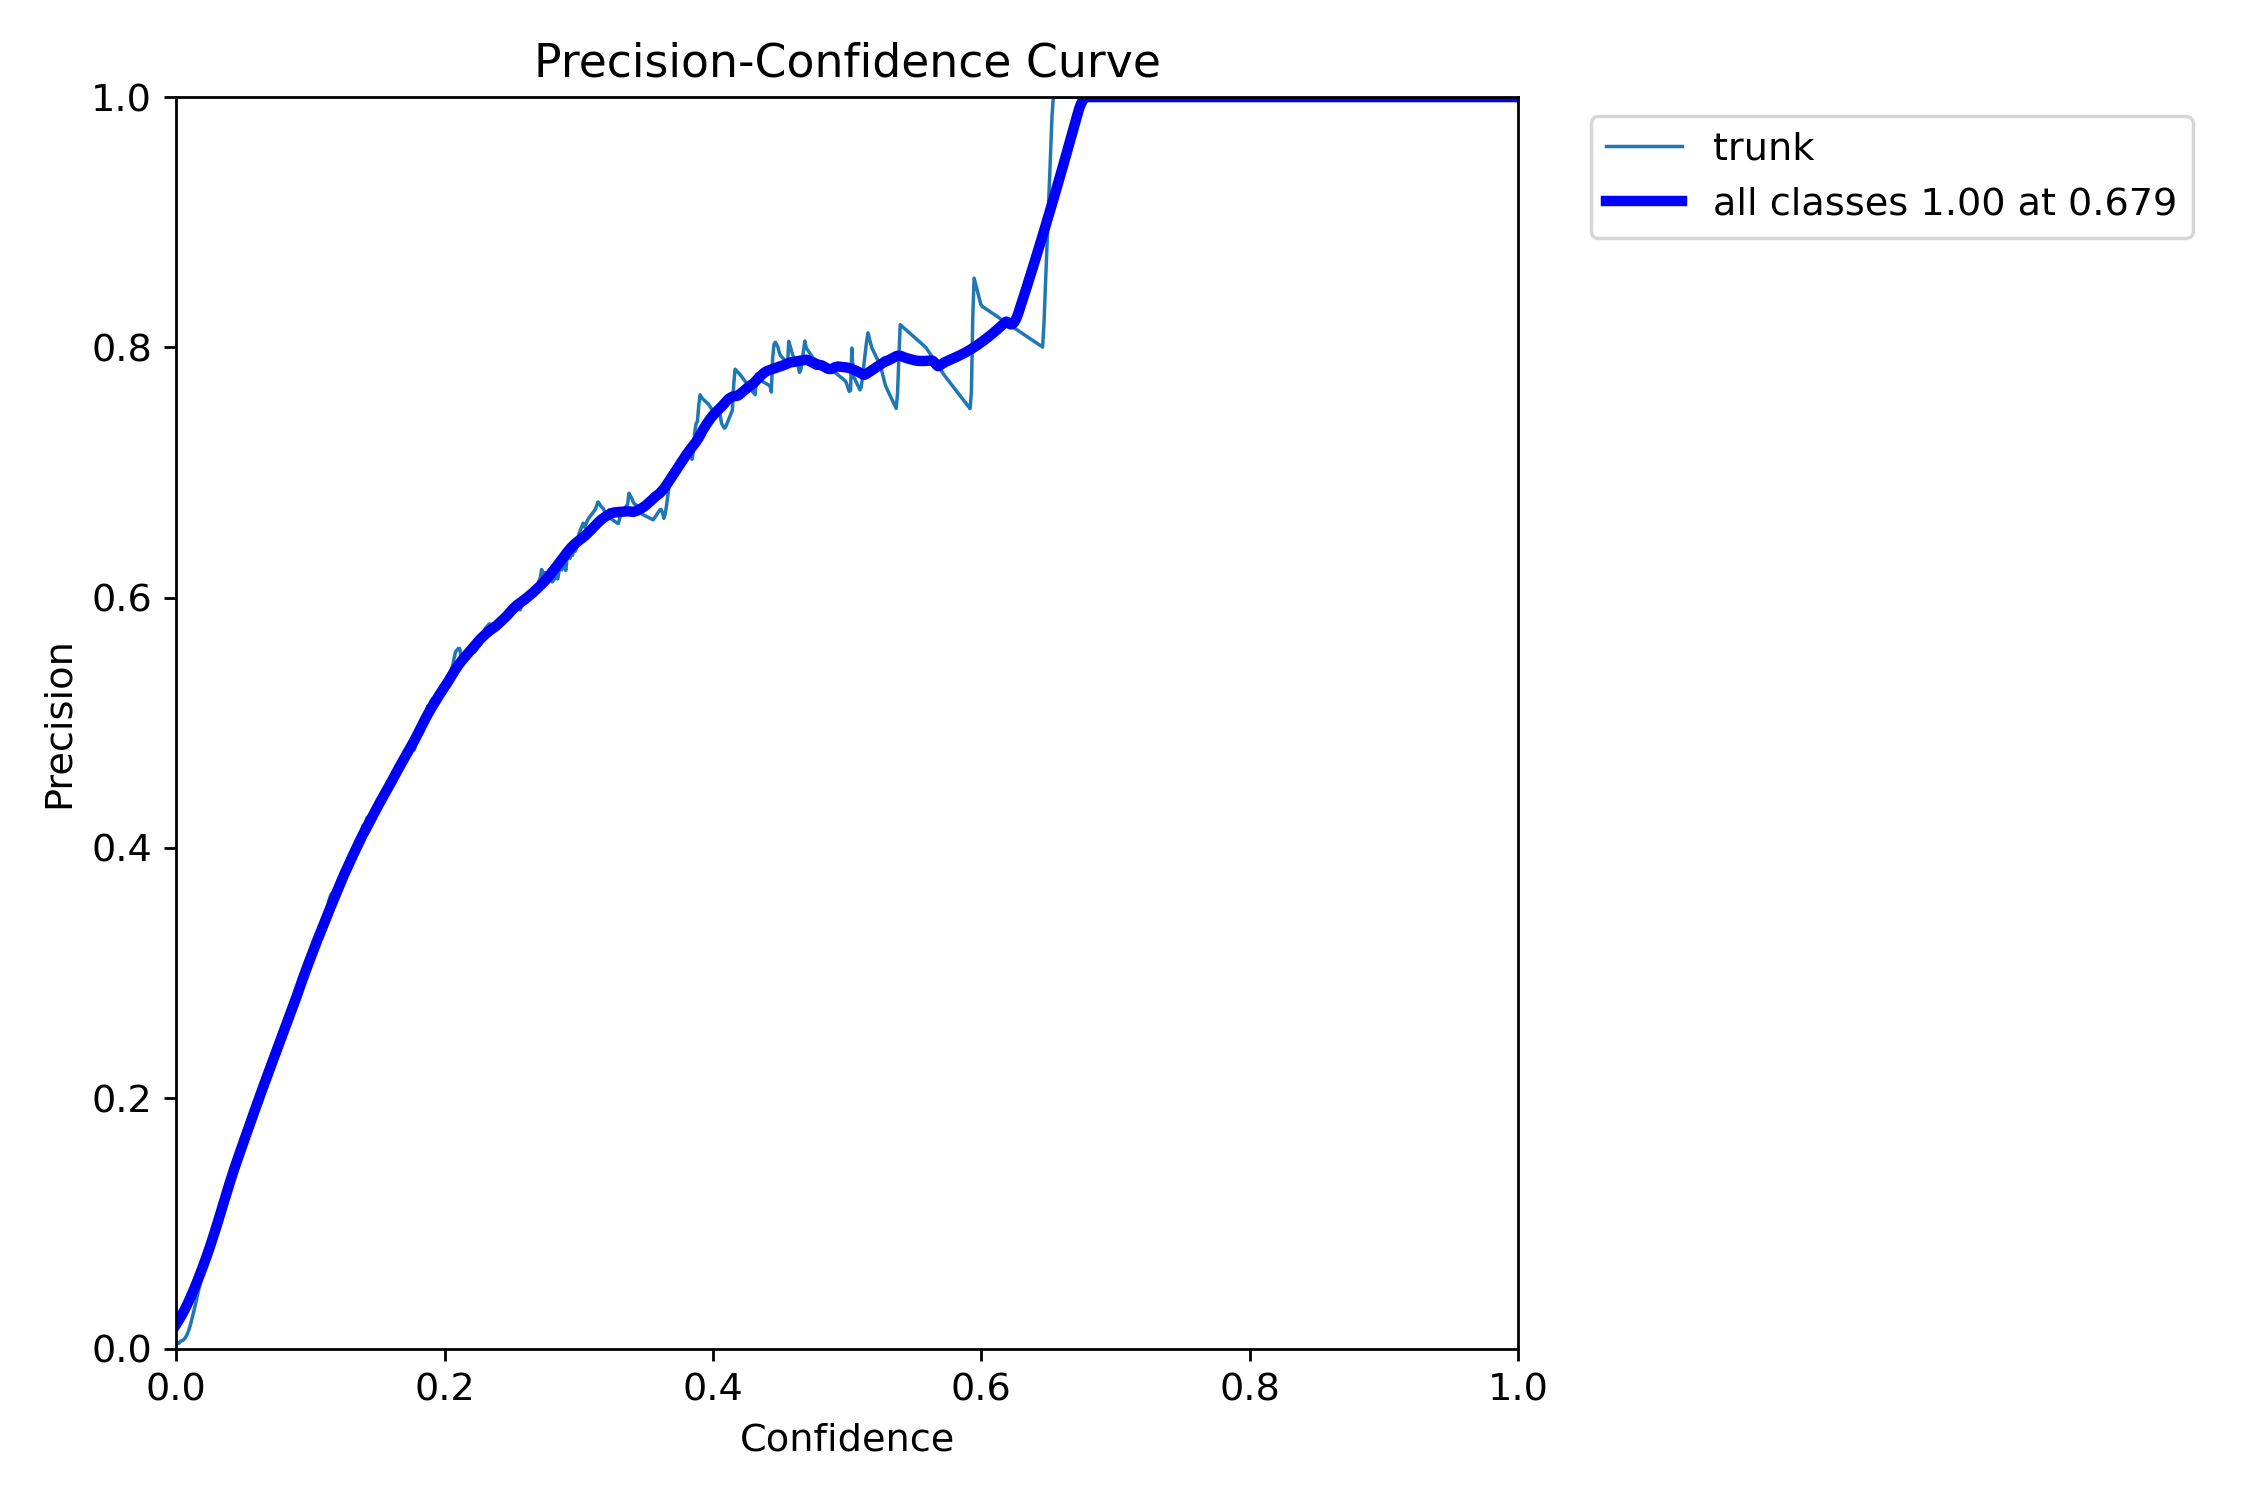 Precision-Confidence Curve
1.0
0.8
0.6
0.4
0.2
0.0
Precision
0.0 0.2 0.4 0.6 0.8 1.0
Confidence
trunk
all classes 1.00 at 0.679